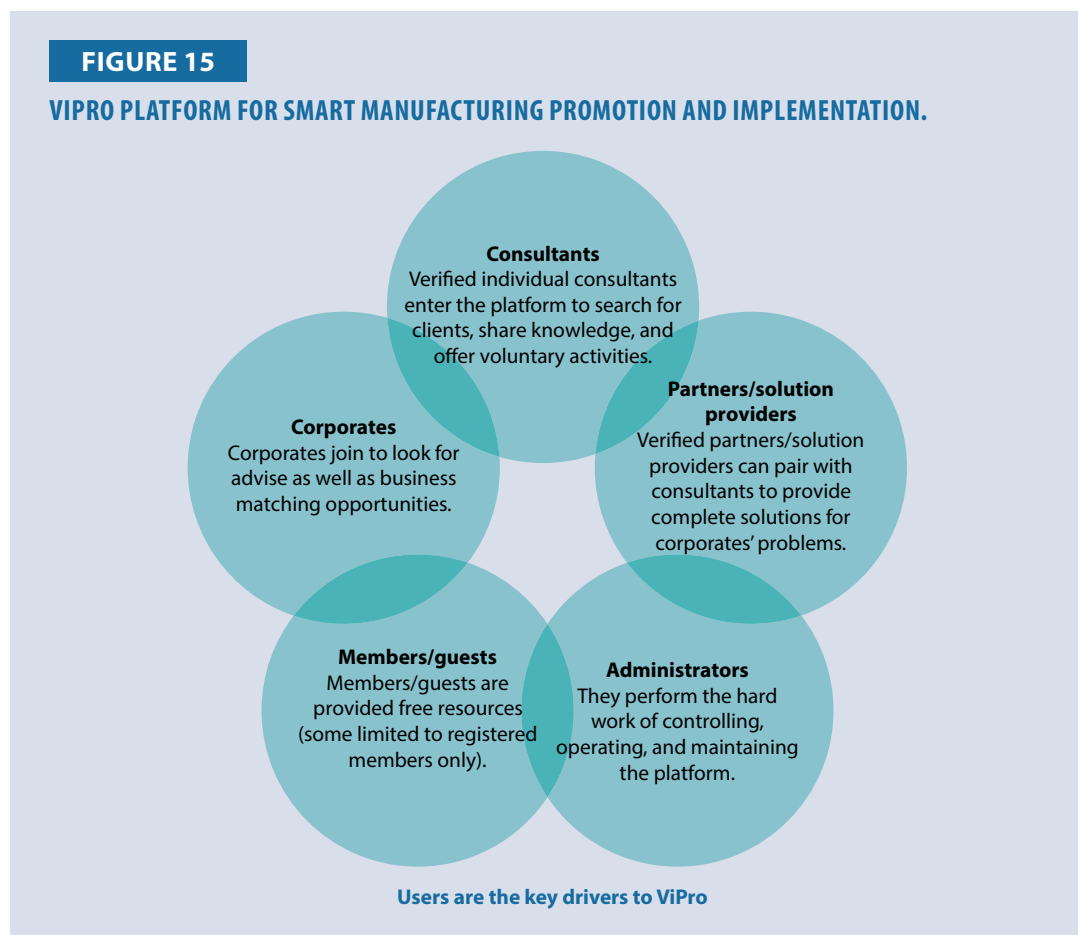 FIGURE 15
VIPRO PLATFORM FOR SMART MANUFACTURING PROMOTION AND IMPLEMENTATION.
Consultants
Verified individual consultants
enter the platform to search for
clients, share knowledge, and
offer voluntary activities.
Partners/solution
providers
Verified partners/solution
providers can pair with
consultants to provide
complete solutions for
corporates' problems.
Corporates
Corporates join to look for
advise as well as business
matching opportunities.
Members/guests
Members/guests are
provided free resources
(some limited to registered
members only).
Administrators
They perform the hard
work of controlling,
operating, and maintaining
the platform.
Users are the key drivers to ViPro